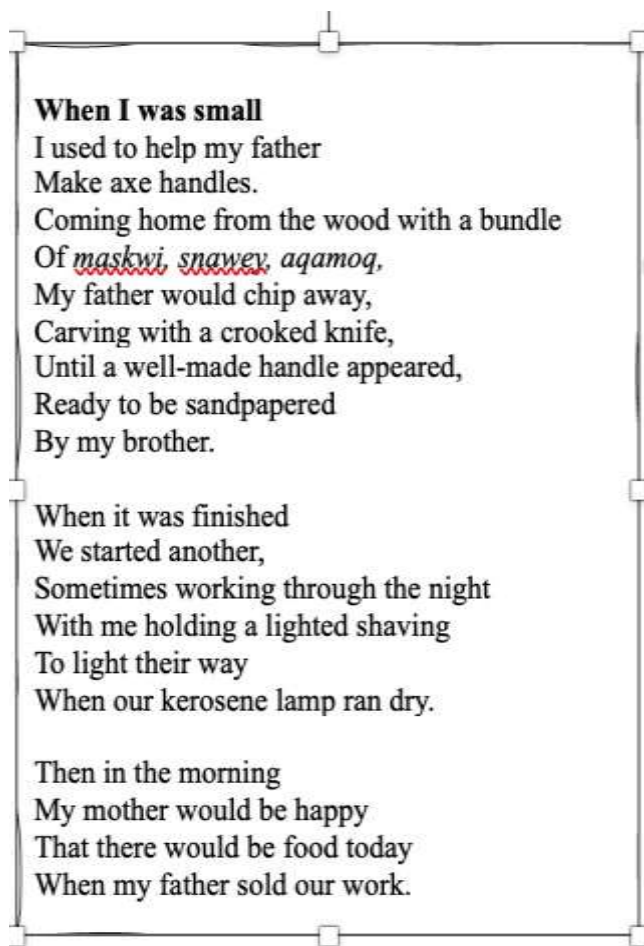 When I was small
I used to help my father
Make axe handles.
Coming home from the wood with a bundle
Of maskwi, snawey, aqamoq,
My father would chip away,
Carving with a crooked knife,
Until a well-made handle appeared,
Ready to be sandpapered
By my brother.
When it was finished
We started another,
Sometimes working through the night
With me holding a lighted shaving
To light their way
When our kerosene lamp ran dry.
Then in the morning
My mother would be happy
That there would be food today
When my father sold our work.